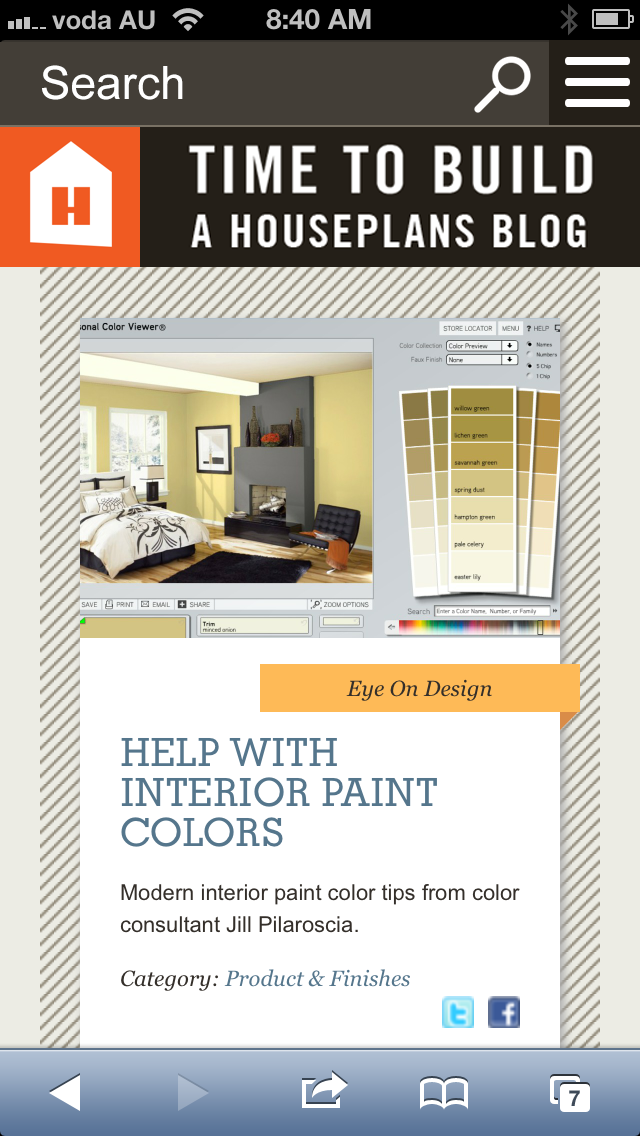 voda AU 8:40 AM
Search
H
TIME TO BUILD
A HOUSEPLANS BLOG
onal Color Viewer®
STORE LOCATOR MENU ? HELP
Color Collection Color Preview
Names
Numbers
Faux Finish None
5 Chip
1 Chip
willow green
lichen green
savannah green
spring dust
hampton green
pale celery
easter lily
SAVE PRINT EMAIL SHARE ZOOM OPTIONS
Search Enter a Color Name, Number, or Family
Trim
minced onion
Eye On Design
HELP WITH
INTERIOR PAINT
COLORS
Modern interior paint color tips from color
consultant Jill Pilaroscia.
Category: Product & Finishes
t f
7